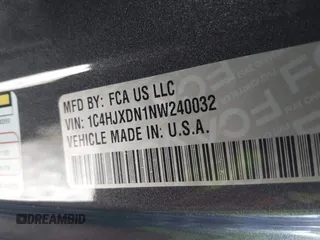 MFD BY: FCA US LLC
VIN: 1C4HJXDN1NW240032
VEHICLE MADE IN U.S.A.
DREAMBID